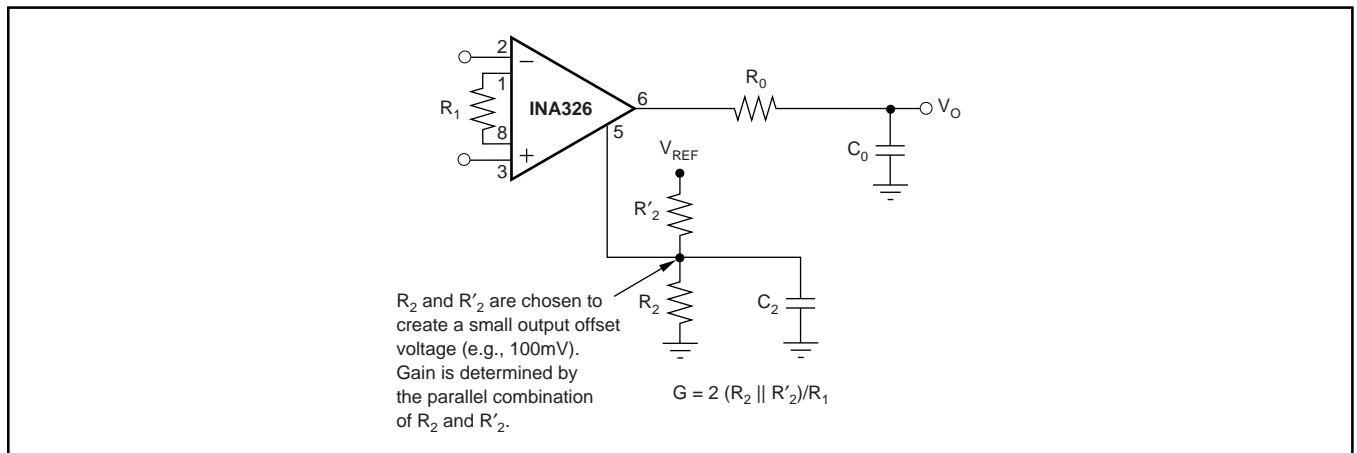 2
−
1
R1
INA326
8
+
3
6
5
R0
VO
C0
VREF
R′2
R2 and R′2 are chosen to
create a small output offset
voltage (e.g., 100mV).
Gain is determined by
the parallel combination
of R2 and R′2.
R2
C2
G = 2 (R2 || R′2)/R1